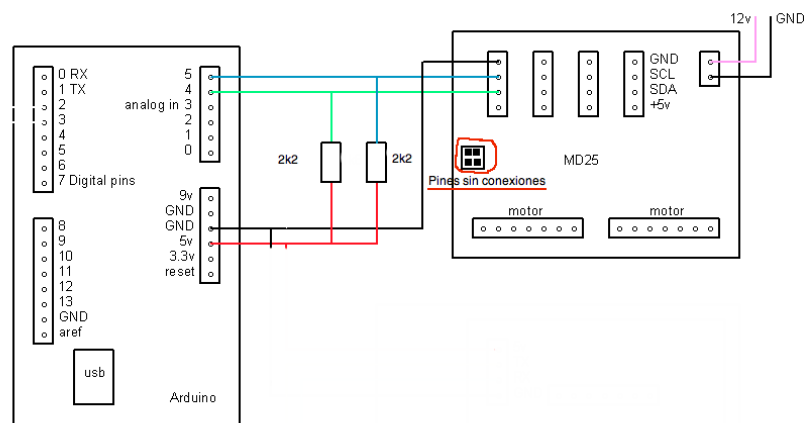 12v
GND
0 RX
1 TX
2
3
4
5
6
7 Digital pins
8
9
10
11
12
13
GND
aref
usb
Arduino
5
4
analog in 3
2
1
0
9v
GND
GND
5v
3.3v
reset
2k2
2k2
GND
SCL
SDA
+5v
MD25
Pines sin conexiones
motor
motor